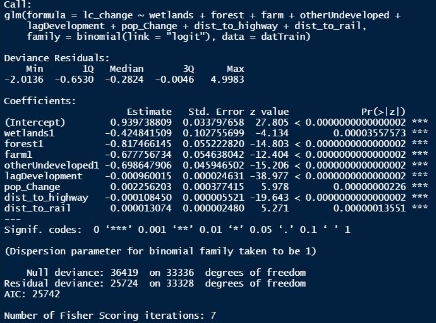 Call:
glm(formula = lc_change ~ wetlands + forest + farm + otherUndeveloped +
    lagDevelopment + pop_Change + dist_to_highway + dist_to_rail,
    family = binomial(link = "logit"), data = datTrain)

Deviance Residuals:
    Min       1Q   Median       3Q      Max
-2.0136  -0.6530  -0.2824  -0.0046   4.9983

Coefficients:
                     Estimate   Std. Error z value             Pr(>|z|)
(Intercept)       0.939738809  0.033797658  27.805 < 0.0000000000000002 ***
wetlands1        -0.424841509  0.102755699  -4.134        0.00003557573 ***
forest1          -0.817466145  0.055222820 -14.803 < 0.0000000000000002 ***
farm1            -0.677756734  0.054638042 -12.404 < 0.0000000000000002 ***
otherUndeveloped1 -0.698647906  0.045946502 -15.206 < 0.0000000000000002 ***
lagDevelopment   -0.000960015  0.000024631 -38.977 < 0.0000000000000002 ***
pop_Change        0.002256203  0.000377415   5.978        0.00000000226 ***
dist_to_highway  -0.000108450  0.000005521 -19.643 < 0.0000000000000002 ***
dist_to_rail      0.000013074  0.000002480   5.271        0.00000013551 ***
---
Signif. codes:  0 '***' 0.001 '**' 0.01 '*' 0.05 '.' 0.1 ' ' 1

(Dispersion parameter for binomial family taken to be 1)

    Null deviance: 36419  on 33336  degrees of freedom
Residual deviance: 25724  on 33328  degrees of freedom
AIC: 25742

Number of Fisher Scoring iterations: 7